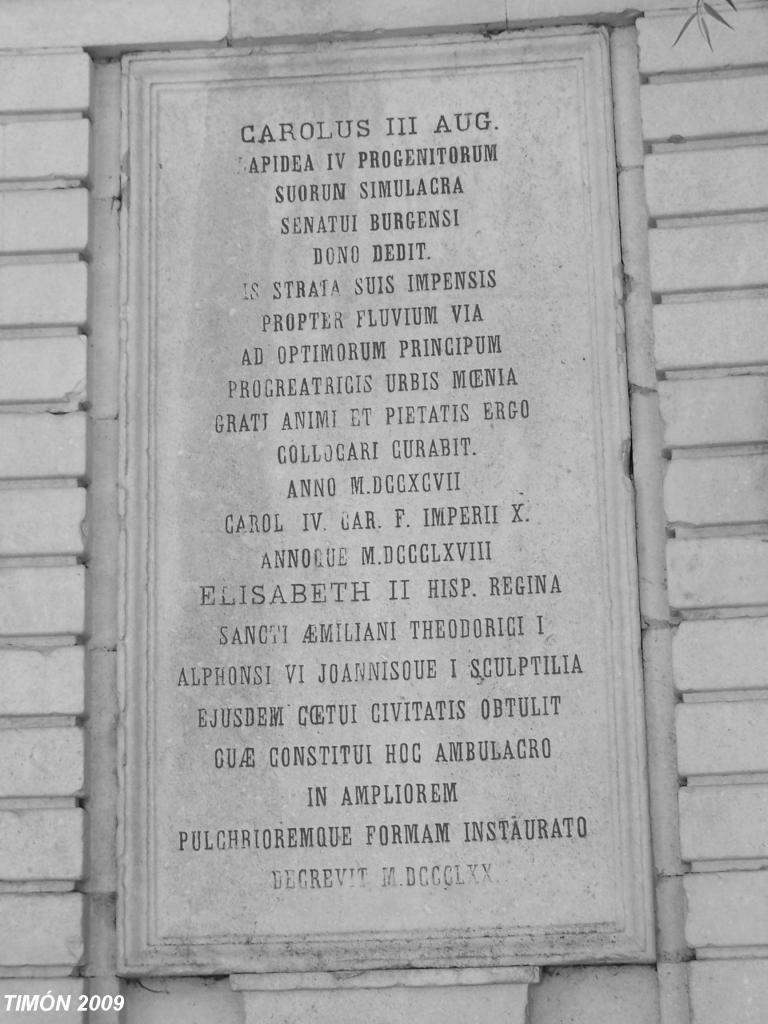 CAROLUS III AUG.
LAPIDEA IV PROGENITORUM
SUORUM SIMULACRA
SENATUI BURGENSI
DONO DEDIT.
IS STRATA SUIS IMPENSIS
PROPTER FLUVIUM VIA
AD OPTIMORUM PRINCIPUM
PROCREATRICIS URBIS MŒNIA
GRATI ANIMI ET PIETATIS ERGO
COLLOCARI CURABIT.
ANNO M.DCCXCVII
CAROL IV. CAR. F. IMPERII X.
ANNOQUE M.DCCCLXVIII
ELISABETH II HISP. REGINA
SANCTI ÆMILIANI THEODORICI I
ALPHONSI VI JOANNISQUE I SCULPTILIA
EJUSDEM CŒTUI CIVITATIS OBTULIT
QUÆ CONSTITUI HOC AMBULACRO
IN AMPLIOREM
PULCHRIOREMQUE FORMAM INSTAURATO
DECREVIT M.DCCCLXX.
TIMÓN 2009